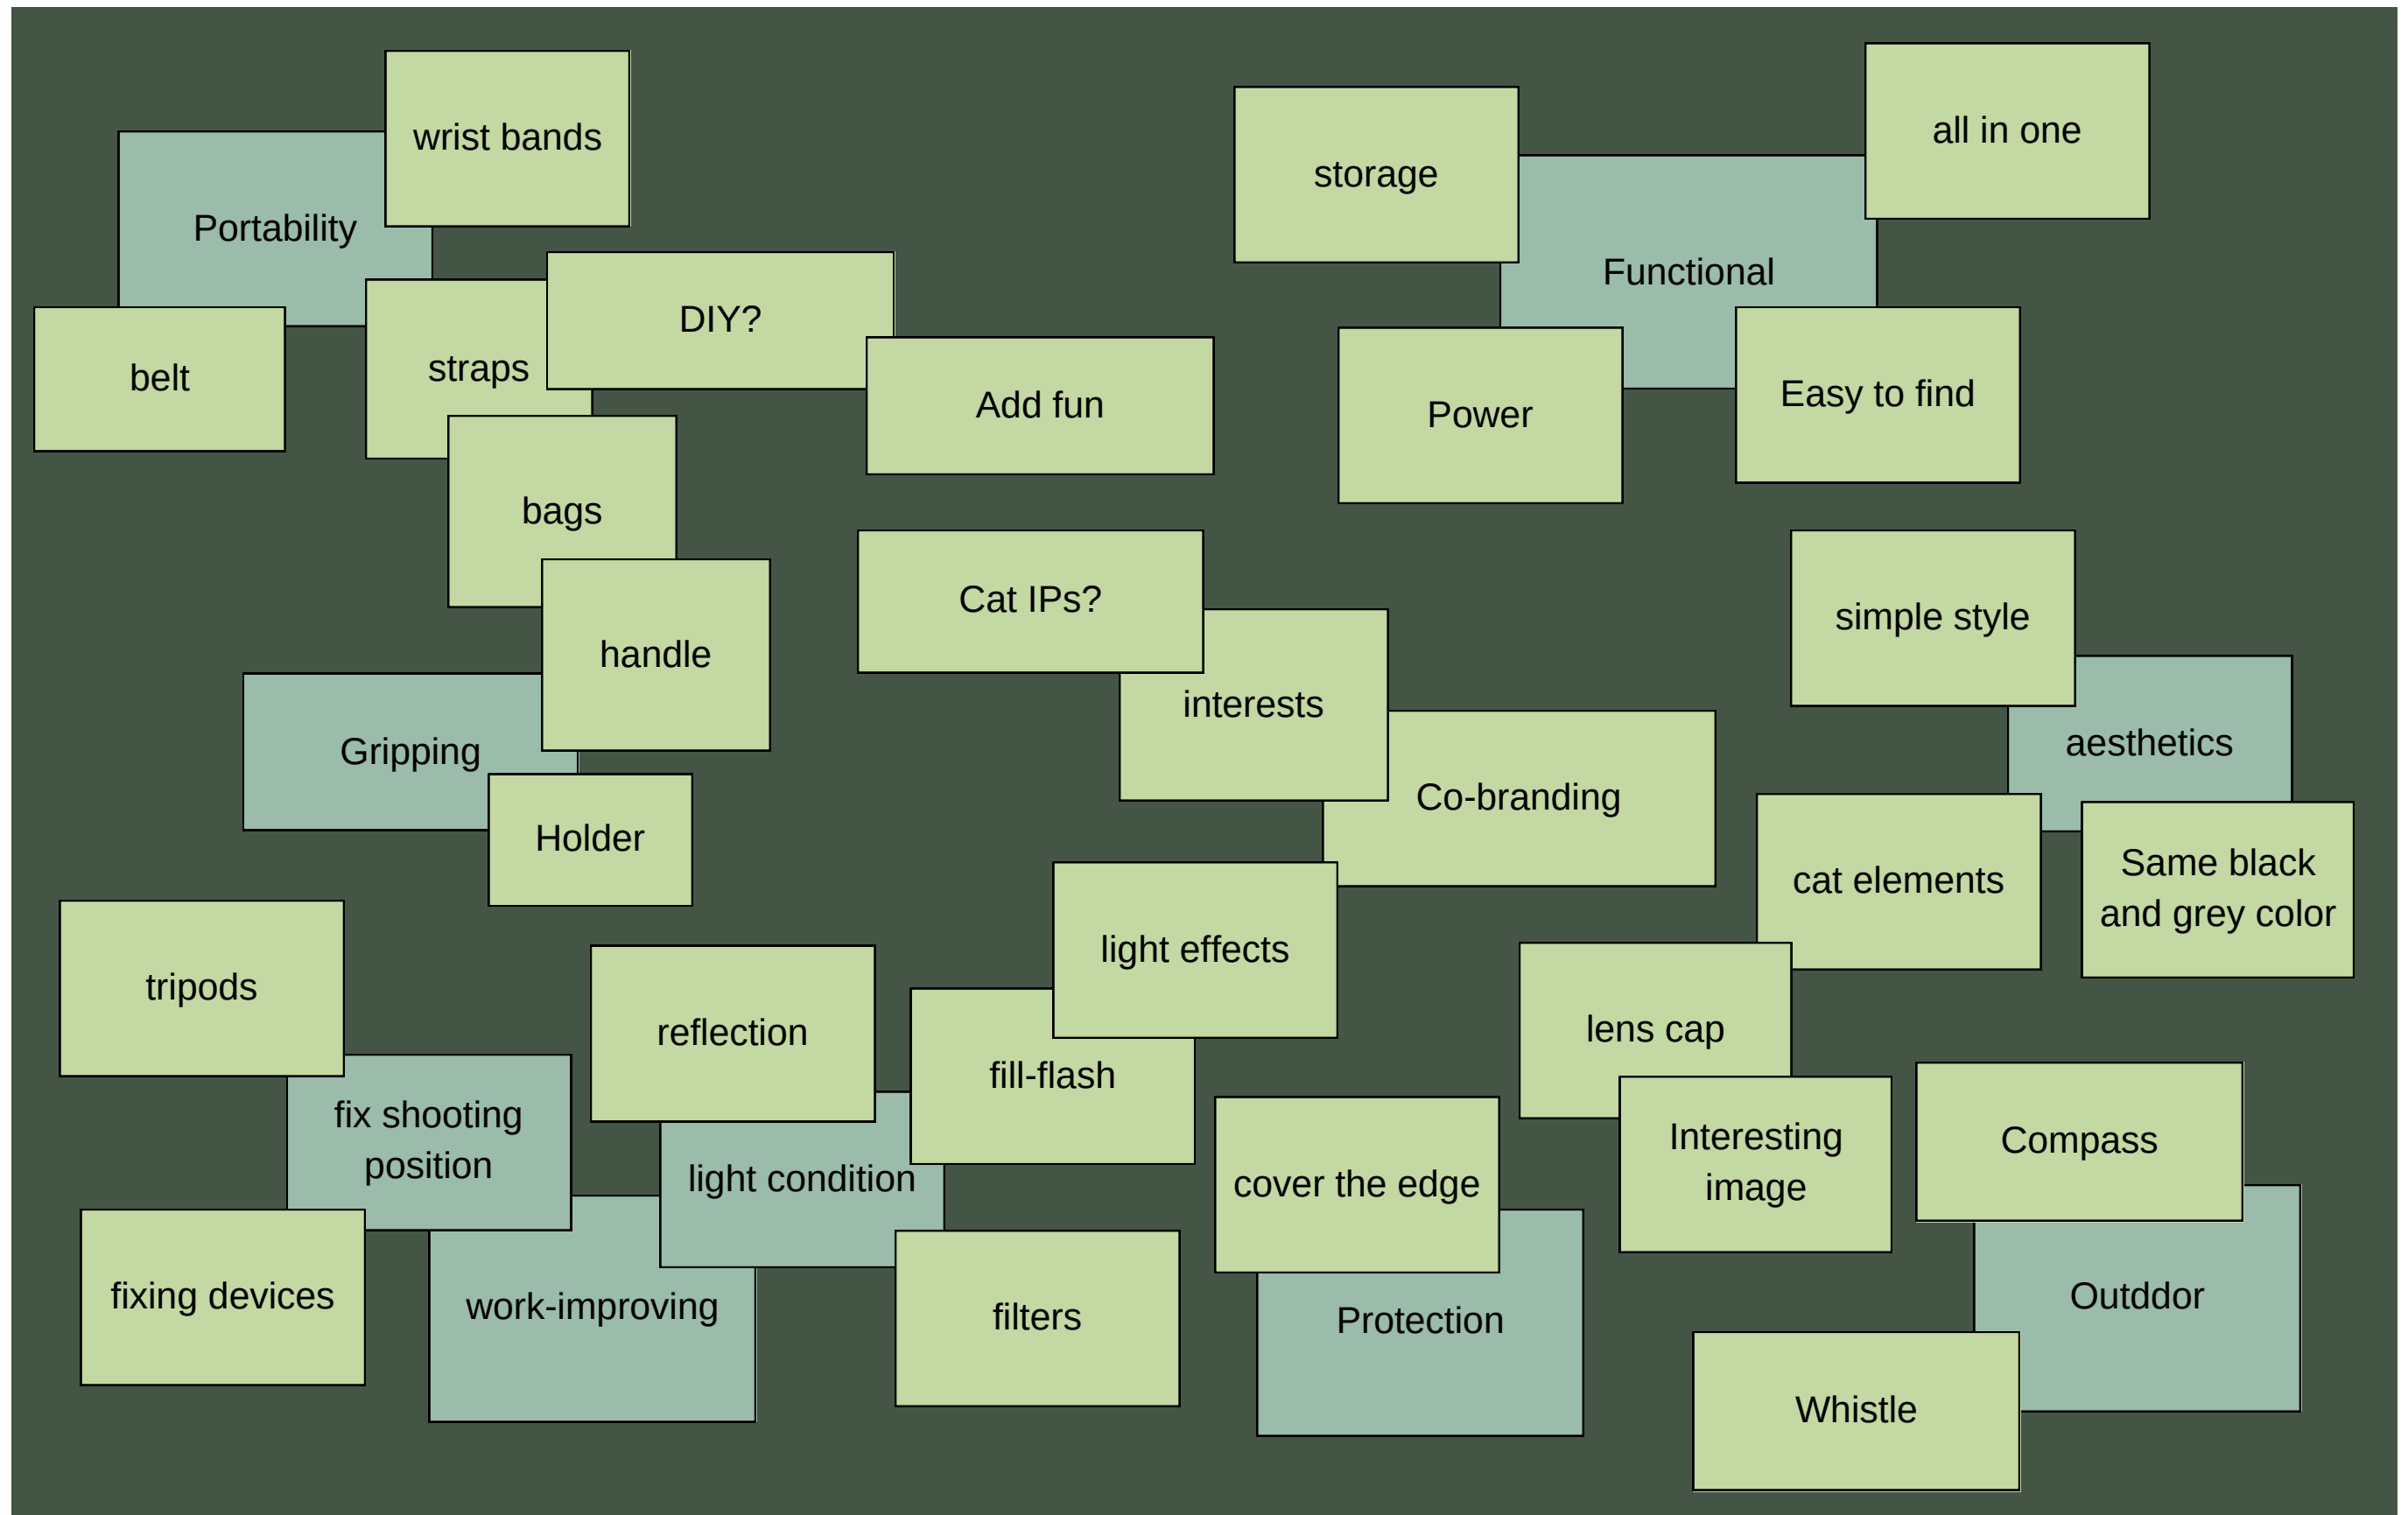 wrist bands
Portability
belt
straps
DIY?
Add fun
bags
handle
Gripping
Holder
storage
all in one
Functional
Power
Easy to find
Cat IPs?
interests
Co-branding
simple style
aesthetics
cat elements
Same black
and grey color
lens cap
Interesting
image
tripods
fix shooting
position
fixing devices
work-improving
reflection
light condition
light effects
fill-flash
filters
cover the edge
Protection
Compass
Outddor
Whistle